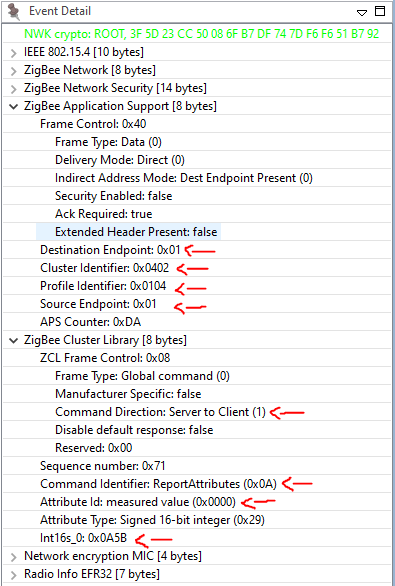 Event Detail
NWK crypto: ROOT, 3F 5D 23 CC 50 08 6F B7 DF 74 7D F6 F6 51 B7 92
IEEE 802.15.4 [10 bytes]
ZigBee Network [8 bytes]
ZigBee Network Security [14 bytes]
ZigBee Application Support [8 bytes]
Frame Control: 0x40
Frame Type: Data (0)
Delivery Mode: Direct (0)
Indirect Address Mode: Dest Endpoint Present (0)
Security Enabled: false
Ack Required: true
Extended Header Present: false
Destination Endpoint: 0x01
Cluster Identifier: 0x0402
Profile Identifier: 0x0104
Source Endpoint: 0x01
APS Counter: 0xDA
ZigBee Cluster Library [8 bytes]
ZCL Frame Control: 0x08
Frame Type: Global command (0)
Manufacturer Specific: false
Command Direction: Server to Client (1)
Disable default response: false
Reserved: 0x00
Sequence number: 0x71
Command Identifier: ReportAttributes (0x0A)
Attribute Id: measured value (0x0000)
Attribute Type: Signed 16-bit integer (0x29)
Int16s_0: 0x0A5B
Network encryption MIC [4 bytes]
Radio Info EFR32 [7 bytes]